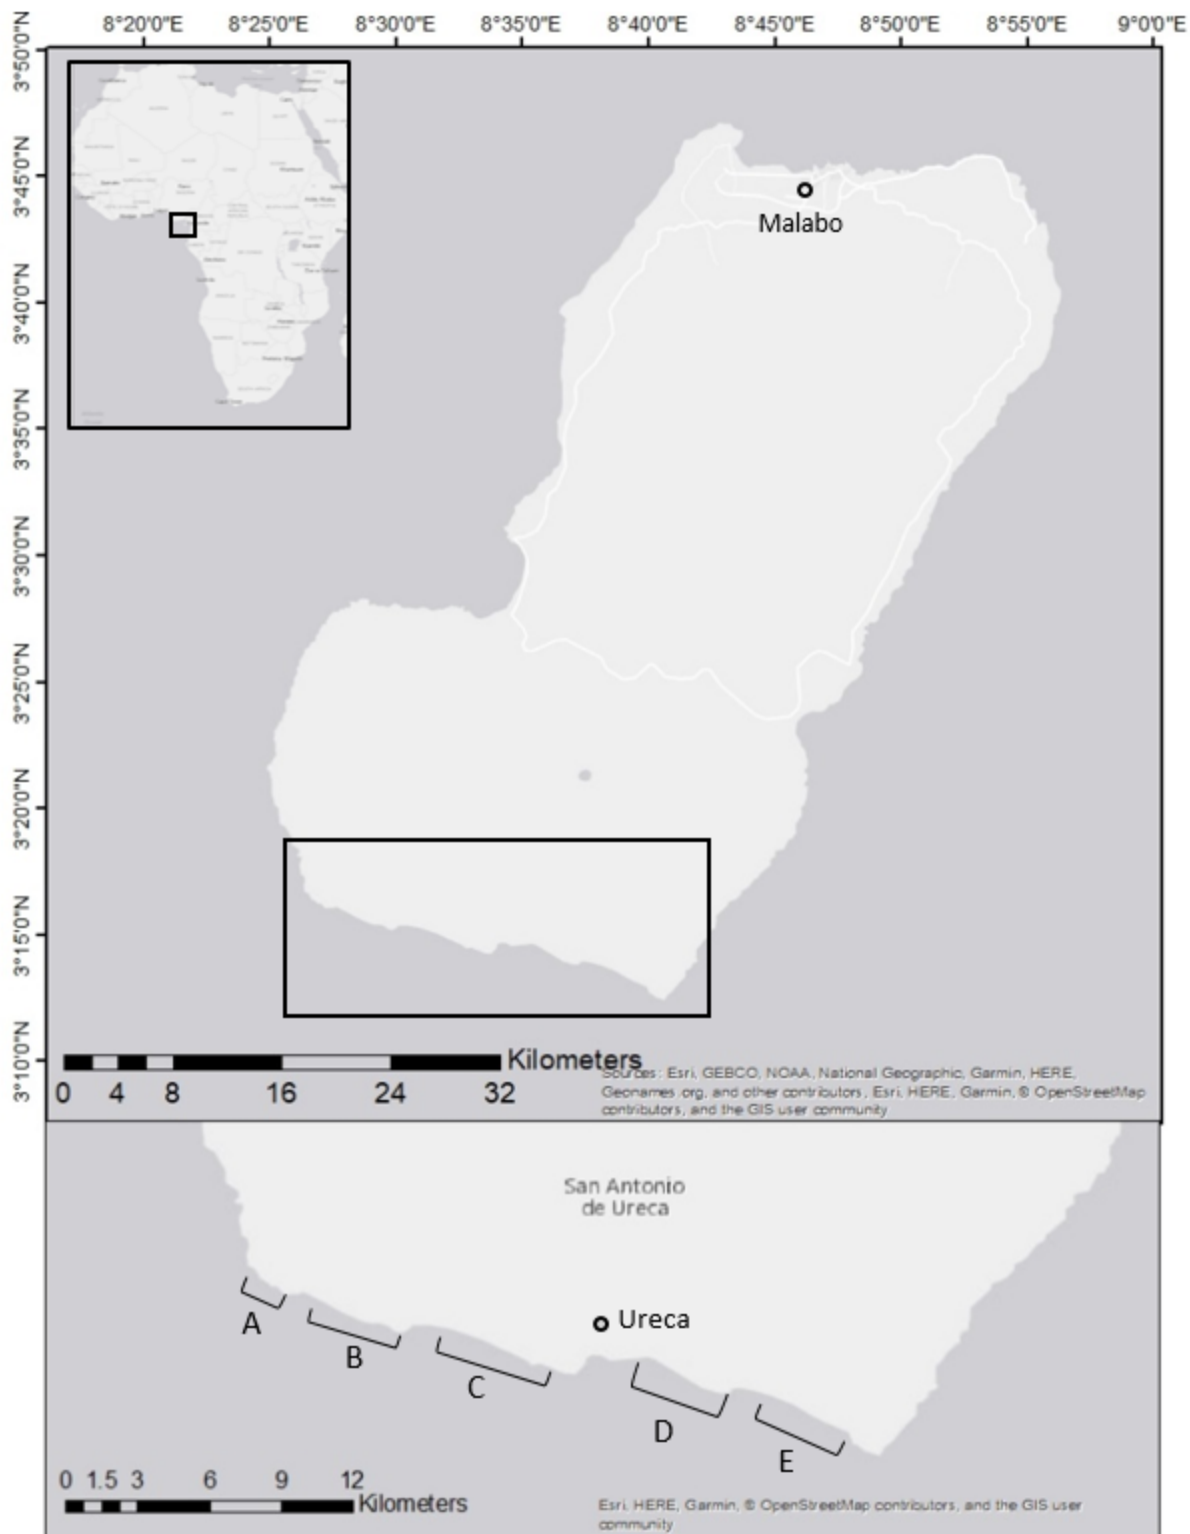 8°20'0"E 8°25'0"E 8°30'0"E 8°35'0"E 8°40'0"E 8°45'0"E 8°50'0"E 8°55'0"E 9°00'0"E
3°50'0"N
3°45'0"N
3°40'0"N
3°35'0"N
3°30'0"N
3°25'0"N
3°20'0"N
3°15'0"N
3°10'0"N
Malabo
Kilometers
0 4 8 16 24 32
Sources: Esri, GEBCO, NOAA, National Geographic, Garmin, HERE,
Geonames.org, and other contributors, Esri, HERE, Garmin, © OpenStreetMap
contributors, and the GIS user community
San Antonio
de Ureca
Ureca
A
B
C
D
E
0 1.5 3 6 9 12
Kilometers
Esri, HERE, Garmin, © OpenStreetMap contributors, and the GIS user
community